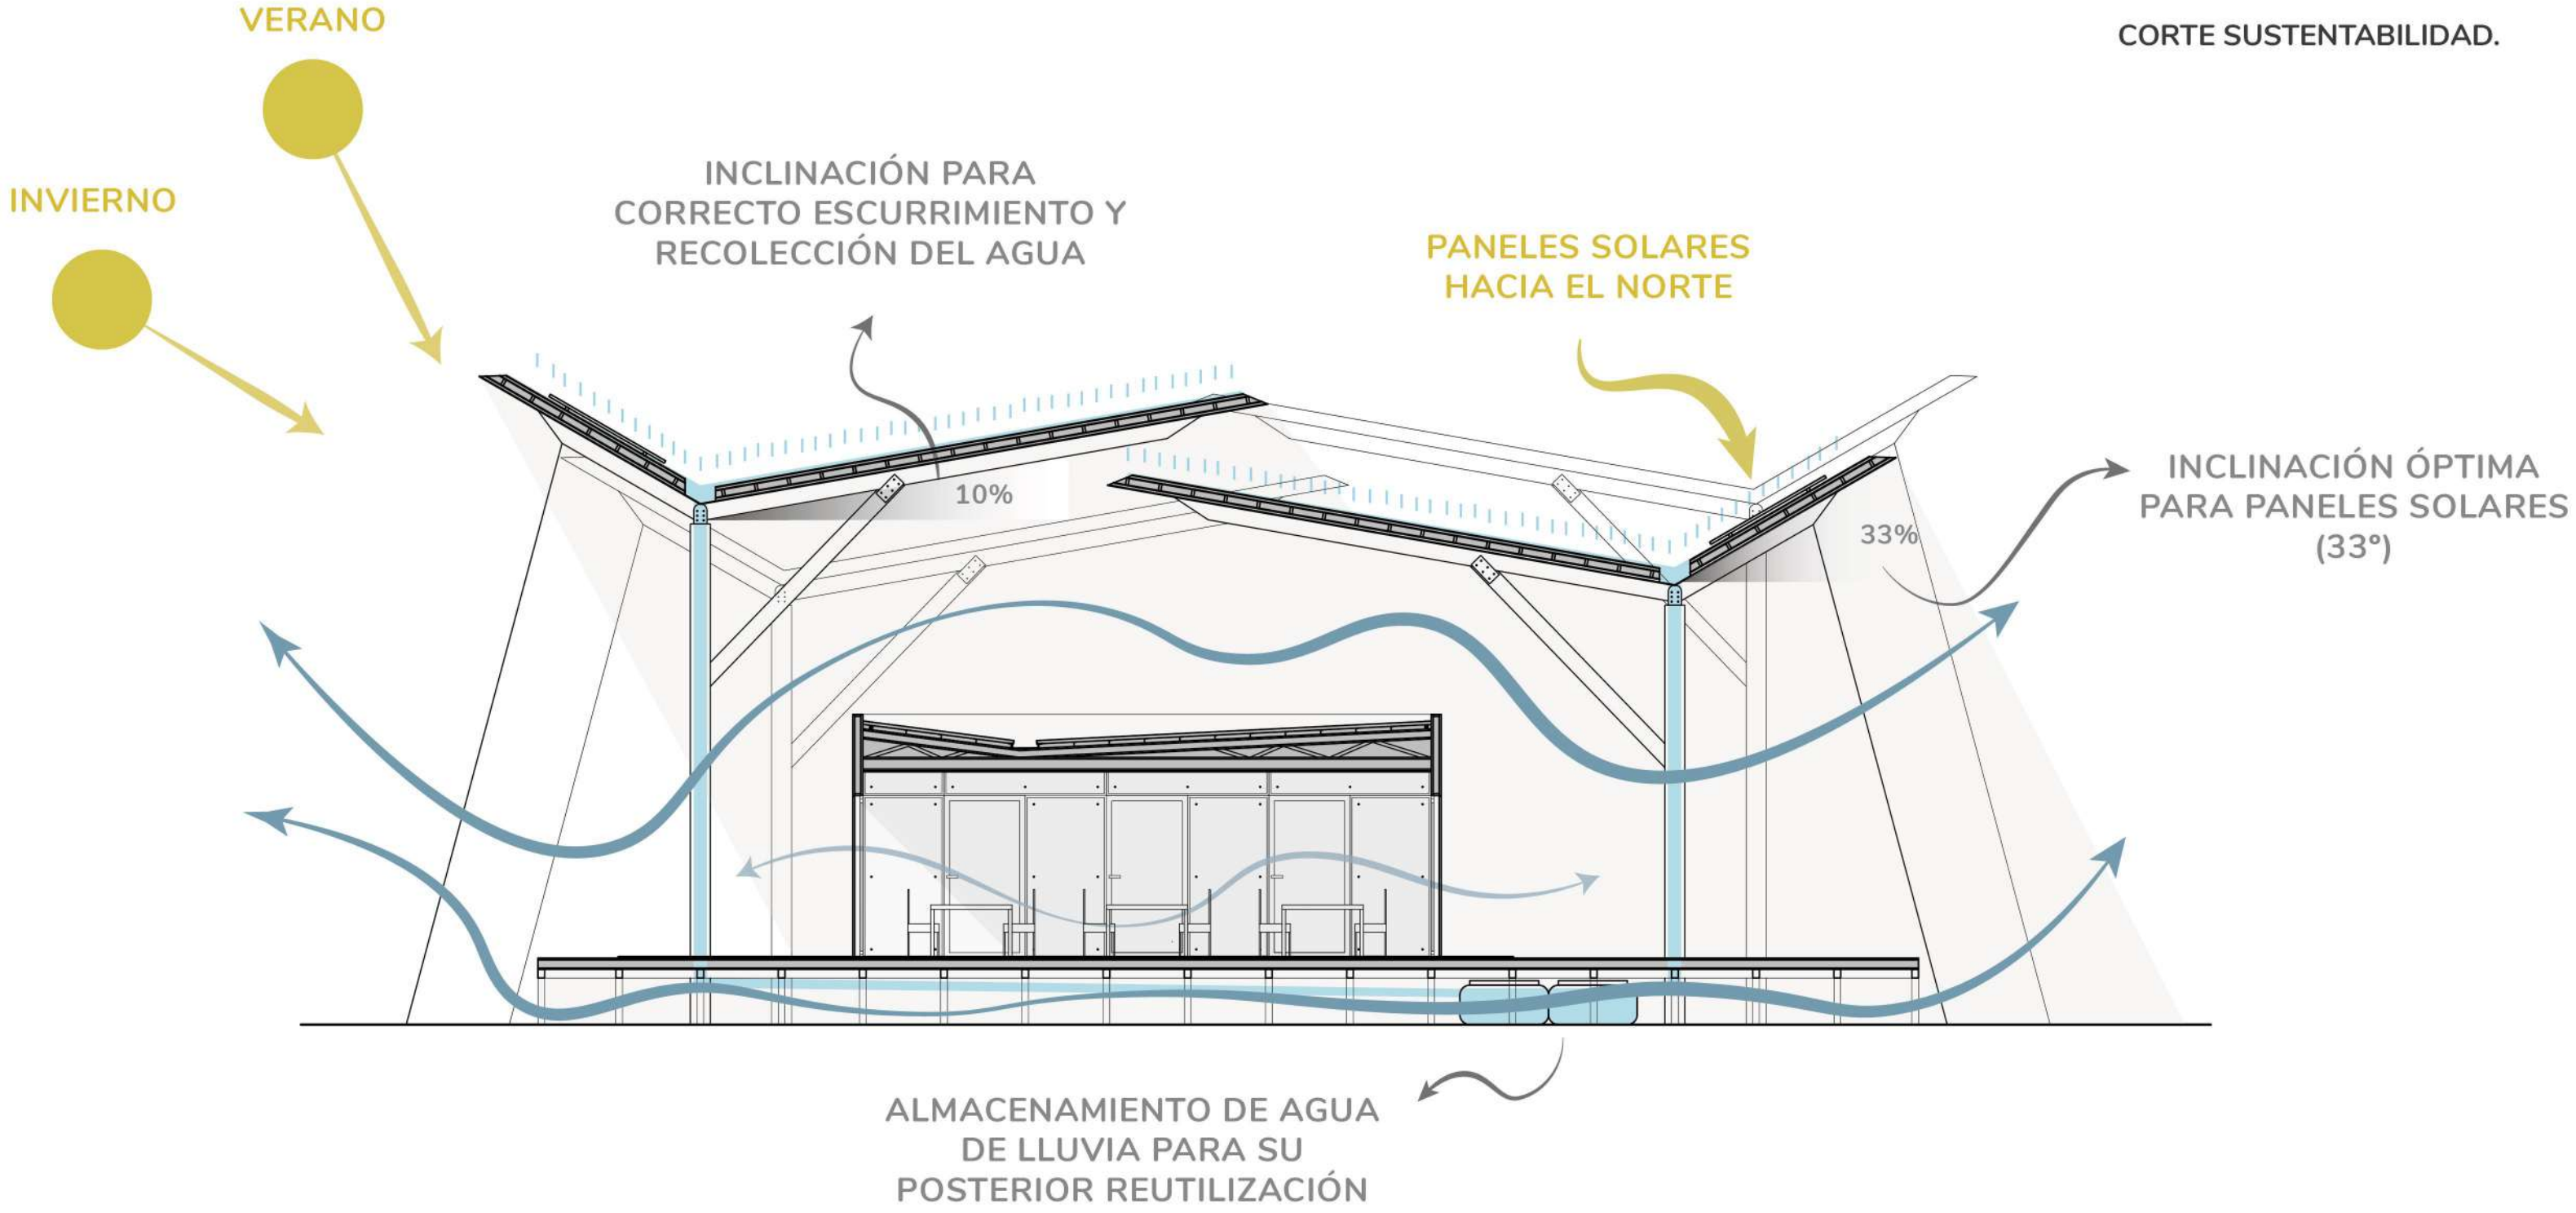 VERANO
CORTE SUSTENTABILIDAD.
INVIERNO
INCLINACIÓN PARA
CORRECTO ESCURRIMIENTO Y
RECOLECCIÓN DEL AGUA
PANELES SOLARES
HACIA EL NORTE
10%
33%
INCLINACIÓN ÓPTIMA
PARA PANELES SOLARES
(33°)
ALMACENAMIENTO DE AGUA
DE LLUVIA PARA SU
POSTERIOR REUTILIZACIÓN